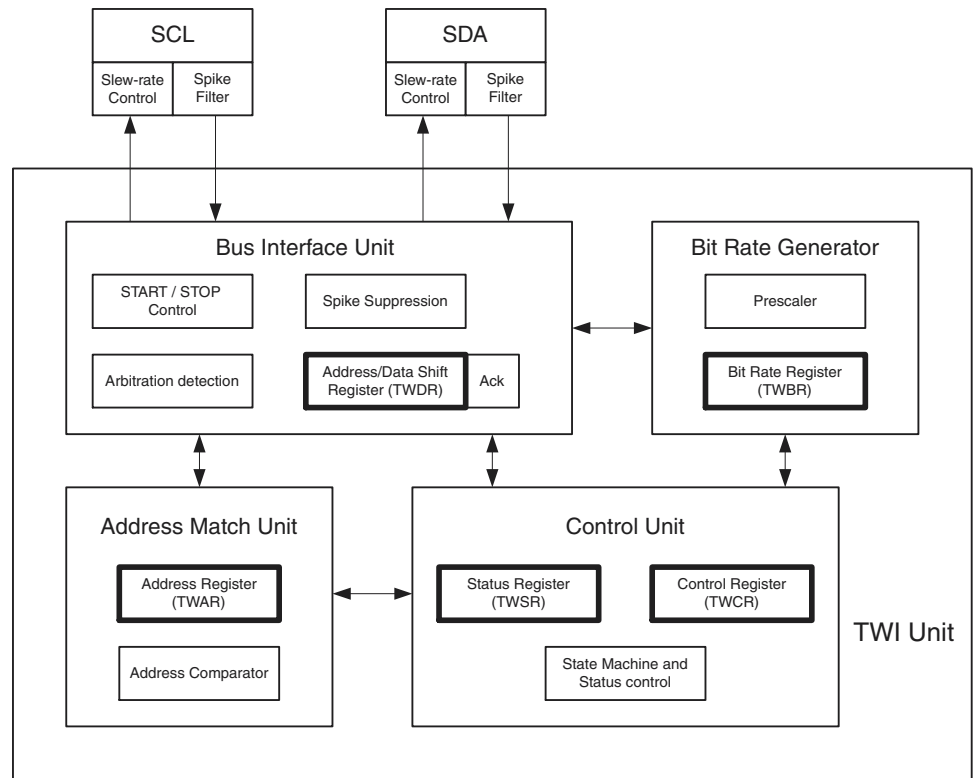 SCL
Slew-rate
Control
Spike
Filter
SDA
Slew-rate
Control
Spike
Filter
Bus Interface Unit
START / STOP
Control
Spike Suppression
Arbitration detection
Address/Data Shift
Register (TWDR)
Ack
Bit Rate Generator
Prescaler
Bit Rate Register
(TWBR)
Address Match Unit
Address Register
(TWAR)
Address Comparator
Control Unit
Status Register
(TWSR)
Control Register
(TWCR)
State Machine and
Status control
TWI Unit